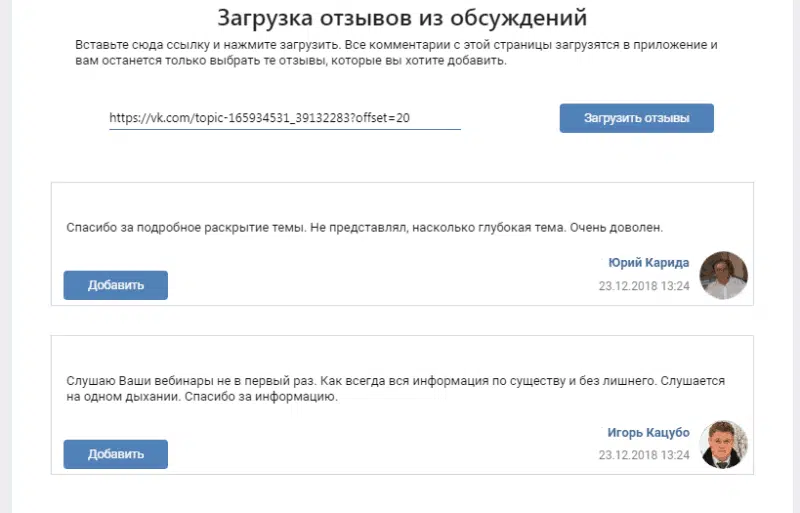 Загрузка отзывов из обсуждений
Вставьте сюда ссылку и нажмите загрузить. Все комментарии с этой страницы загрузятся в приложение и
вам останется только выбрать те отзывы, которые вы хотите добавить.
https://vk.com/topic-165934531_39132283?offset=20
Загрузить отзывы
Спасибо за подробное раскрытие темы. Не представлял, насколько глубокая тема. Очень доволен.
Юрий Карида
Добавить
23.12.2018 13:24
Слушаю Ваши вебинары не в первый раз. Как всегда вся информация по существу и без лишнего. Слушается
на одном дыхании. Спасибо за информацию.
Игорь Кацубо
Добавить
23.12.2018 13:24